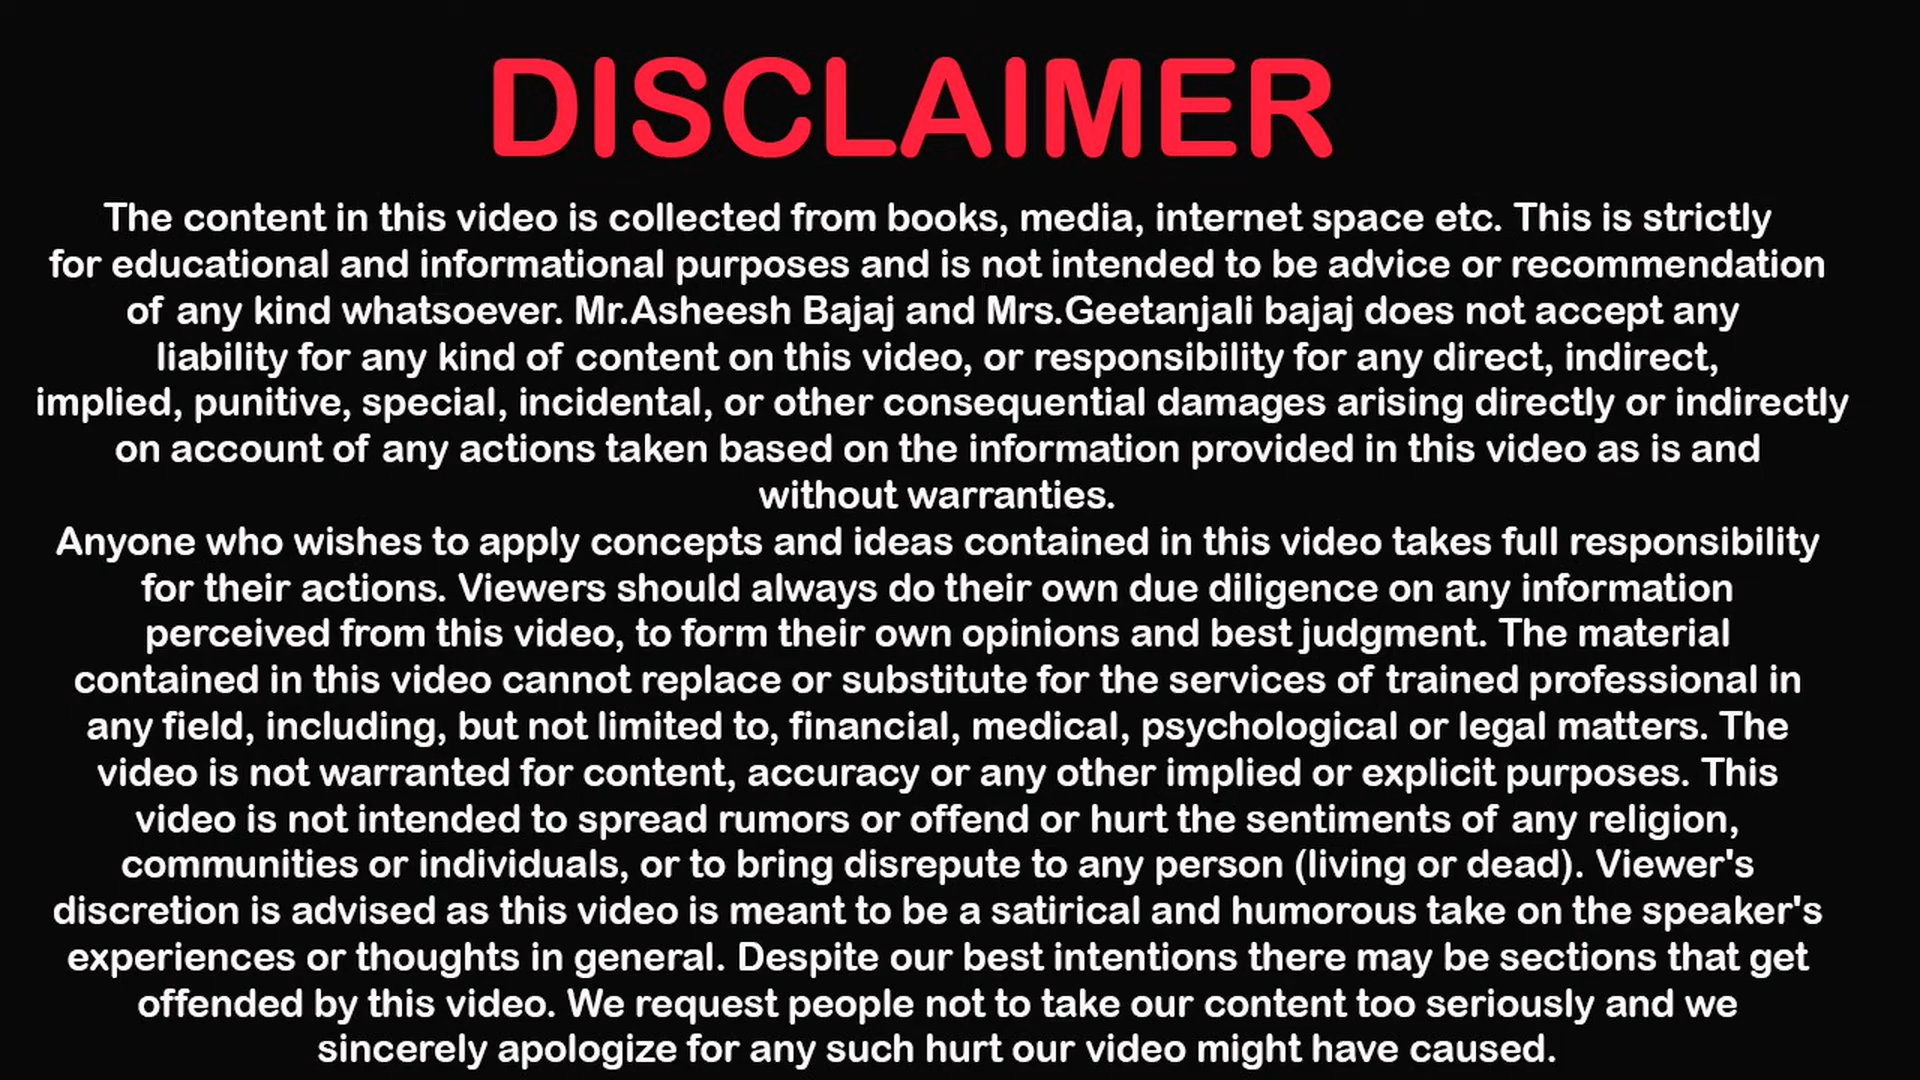 DISCLAIMER
The content in this video is collected from books, media, internet space etc. This is strictly
for educational and informational purposes and is not intended to be advice or recommendation
of any kind whatsoever. Mr.Asheesh Bajaj and Mrs.Geetanjali bajaj does not accept any
liability for any kind of content on this video, or responsibility for any direct, indirect,
implied, punitive, special, incidental, or other consequential damages arising directly or indirectly
on account of any actions taken based on the information provided in this video as is and
without warranties.
Anyone who wishes to apply concepts and ideas contained in this video takes full responsibility
for their actions. Viewers should always do their own due diligence on any information
perceived from this video, to form their own opinions and best judgment. The material
contained in this video cannot replace or substitute for the services of trained professional in
any field, including, but not limited to, financial, medical, psychological or legal matters. The
video is not warranted for content, accuracy or any other implied or explicit purposes. This
video is not intended to spread rumors or offend or hurt the sentiments of any religion,
communities or individuals, or to bring disrepute to any person (living or dead). Viewer's
discretion is advised as this video is meant to be a satirical and humorous take on the speaker's
experiences or thoughts in general. Despite our best intentions there may be sections that get
offended by this video. We request people not to take our content too seriously and we
sincerely apologize for any such hurt our video might have caused.